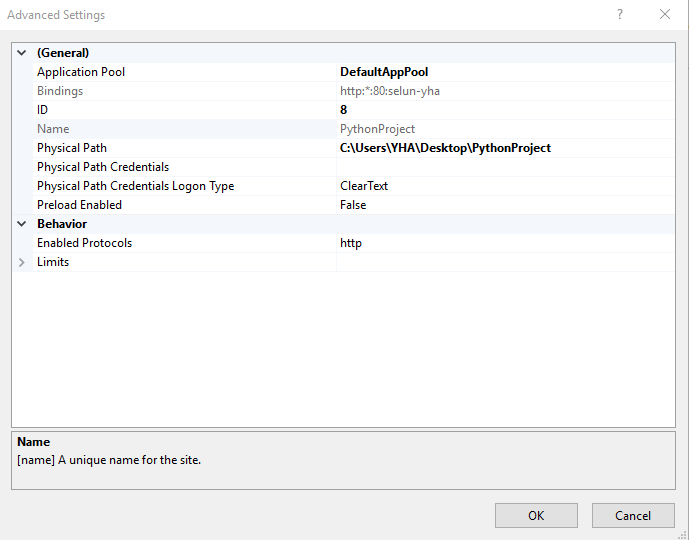 Advanced Settings
?
(General)
Application Pool DefaultAppPool
Bindings http:*:80:selun-yha
ID 8
Name PythonProject
Physical Path C:\Users\YHA\Desktop\PythonProject
Physical Path Credentials
Physical Path Credentials Logon Type ClearText
Preload Enabled False
Behavior
Enabled Protocols http
Limits
Name
[name] A unique name for the site.
OK Cancel